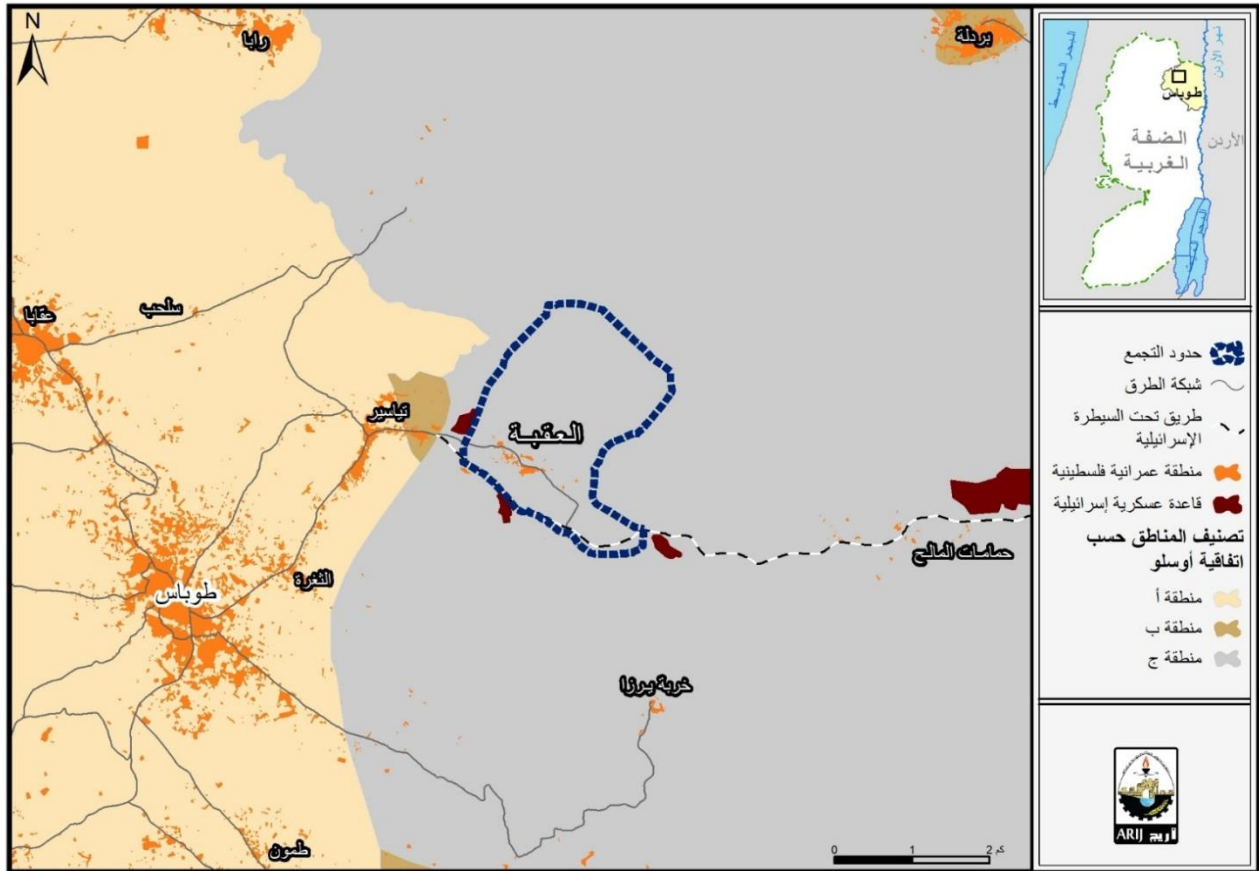 N
رابا
بردلة
سلحب
عقابا
تياسير
العقبة
حمامات المالح
الثغرة
طوباس
خربة يرزا
طمون
0 1 2 كم
البحر المتوسط
نهر الأردن
طوباس
الأردن
الضفة
الغربية
حدود التجمع
شبكة الطرق
طريق تحت السيطرة
الإسرائيلية
منطقة عمرانية فلسطينية
قاعدة عسكرية إسرائيلية
تصنيف المناطق حسب
اتفاقية أوسلو
منطقة أ
منطقة ب
منطقة ج
ARIJ أريج